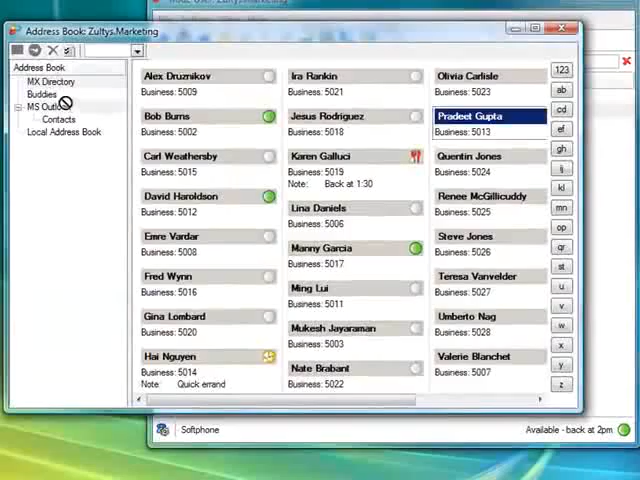 Address Book: Zultys.Marketing
Address Book
MX Directory
Buddies
MS Outlook
Contacts
Local Address Book
Alex Druznikov
Business: 5009
Bob Burns
Business: 5002
Carl Weathersby
Business: 5015
David Haroldson
Business: 5012
Emre Vardar
Business: 5008
Fred Wynn
Business: 5016
Gina Lombard
Business: 5020
Hai Nguyen
Business: 5014
Note: Quick errand
Ira Rankin
Business: 5021
Jesus Rodriguez
Business: 5018
Karen Galluci
Business: 5019
Note: Back at 1:30
Lina Daniels
Business: 5006
Manny Garcia
Business: 5017
Ming Lui
Business: 5011
Mukesh Jayaraman
Business: 5003
Nate Brabant
Business: 5022
Olivia Carlisle
Business: 5023
Pradeet Gupta
Business: 5013
Quentin Jones
Business: 5024
Renee McGillicuddy
Business: 5025
Steve Jones
Business: 5026
Teresa Vanvelder
Business: 5027
Umberto Nag
Business: 5028
Valerie Blanchet
Business: 5007
123
ab
cd
ef
gh
ij
kl
mn
op
qr
st
u
v
w
x
y
z
Softphone
Available - back at 2pm